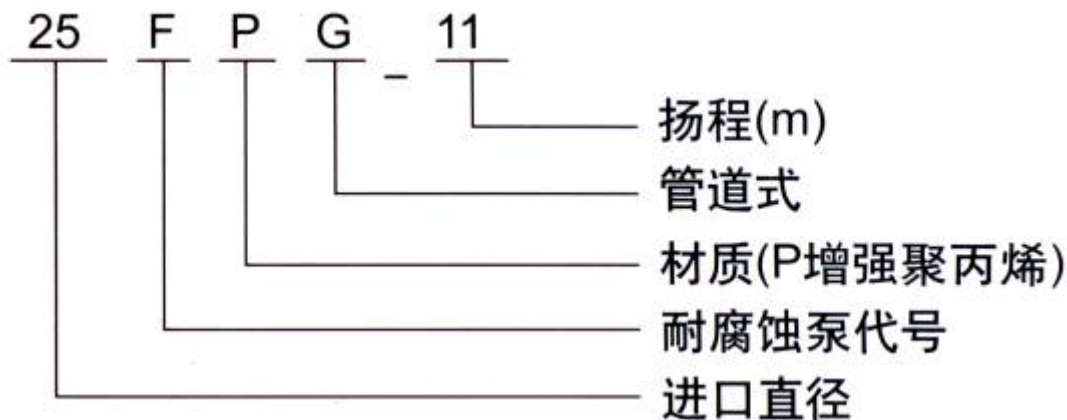 25 F P G - 11
扬程(m)
管道式
材质(P增强聚丙烯)
耐腐蚀泵代号
进口直径